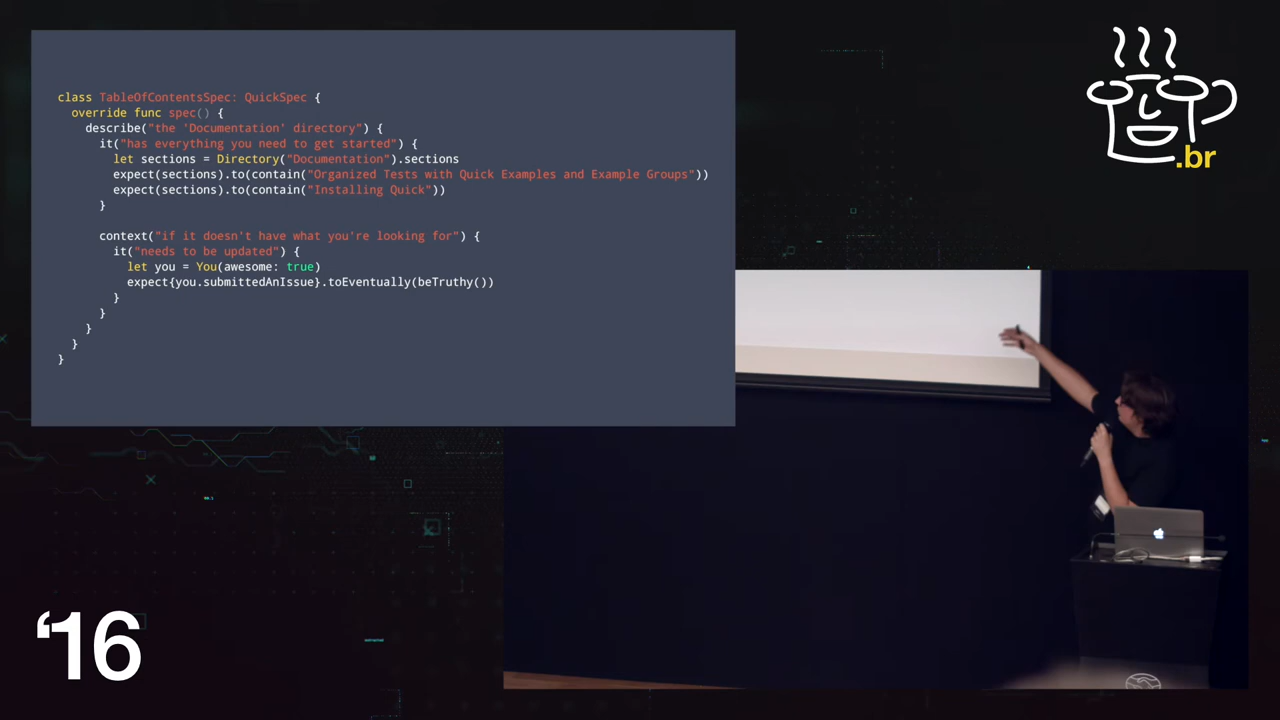 class TableOfContentsSpec: QuickSpec {
override func spec() {
describe("the 'Documentation' directory") {
it("has everything you need to get started") {
let sections = Directory("Documentation").sections
expect(sections).to(contain("Organized Tests with Quick Examples and Example Groups"))
expect(sections).to(contain("Installing Quick"))
}
context("if it doesn't have what you're looking for") {
it("needs to be updated") {
let you = You(awesome: true)
expect{you.submittedAnIssue}.toEventually(beTruthy())
}
}
}
}
}
.br
‘16